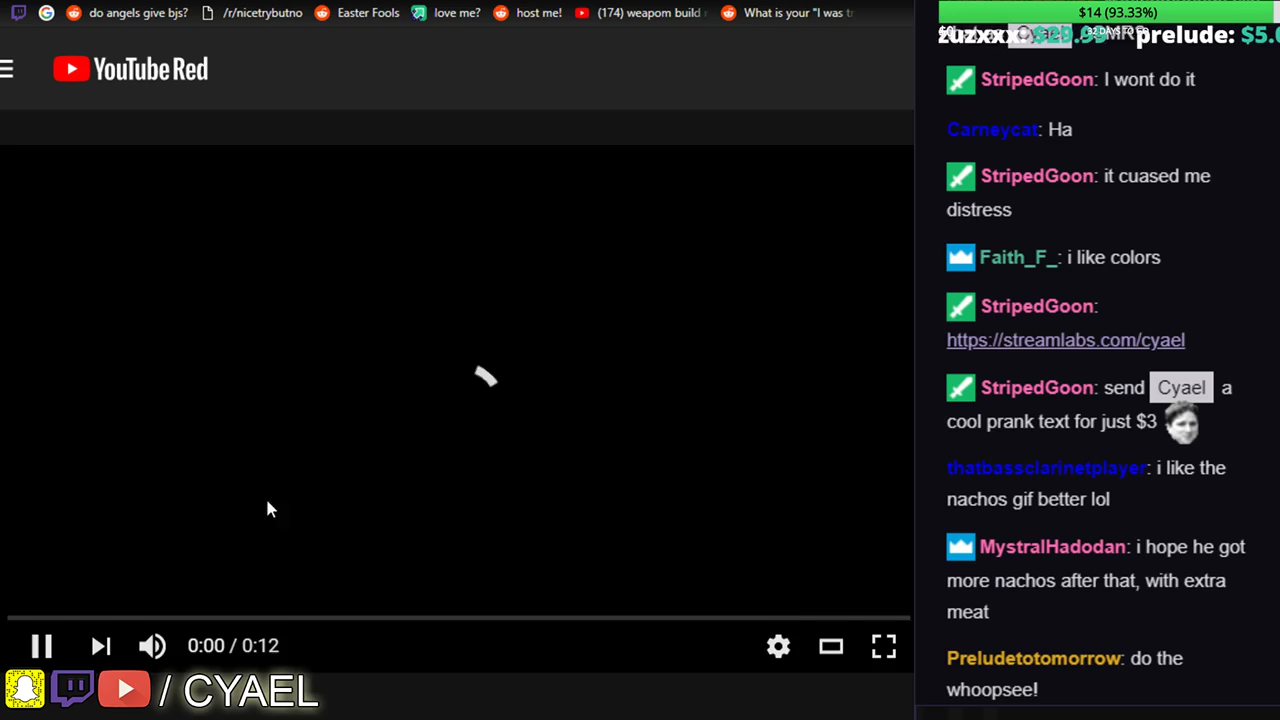 do angels give bjs? /r/nicetrybutno Easter Fools love me? host me! (174) weapom build What is your "I was tr
YouTube Red
0:00 / 0:12
/ CYAEL
$14 (93.33%)
zuzxxx: $29.99 prelude: $5.0
StripedGoon: I wont do it
Carneycat: Ha
StripedGoon: it cuased me
distress
Faith_F_: i like colors
StripedGoon:
https://streamlabs.com/cyael
StripedGoon: send Cyael a
cool prank text for just $3
thatbassclarinetplayer: i like the
nachos gif better lol
MystralHadodan: i hope he got
more nachos after that, with extra
meat
Preludetotomorrow: do the
whoopsee!